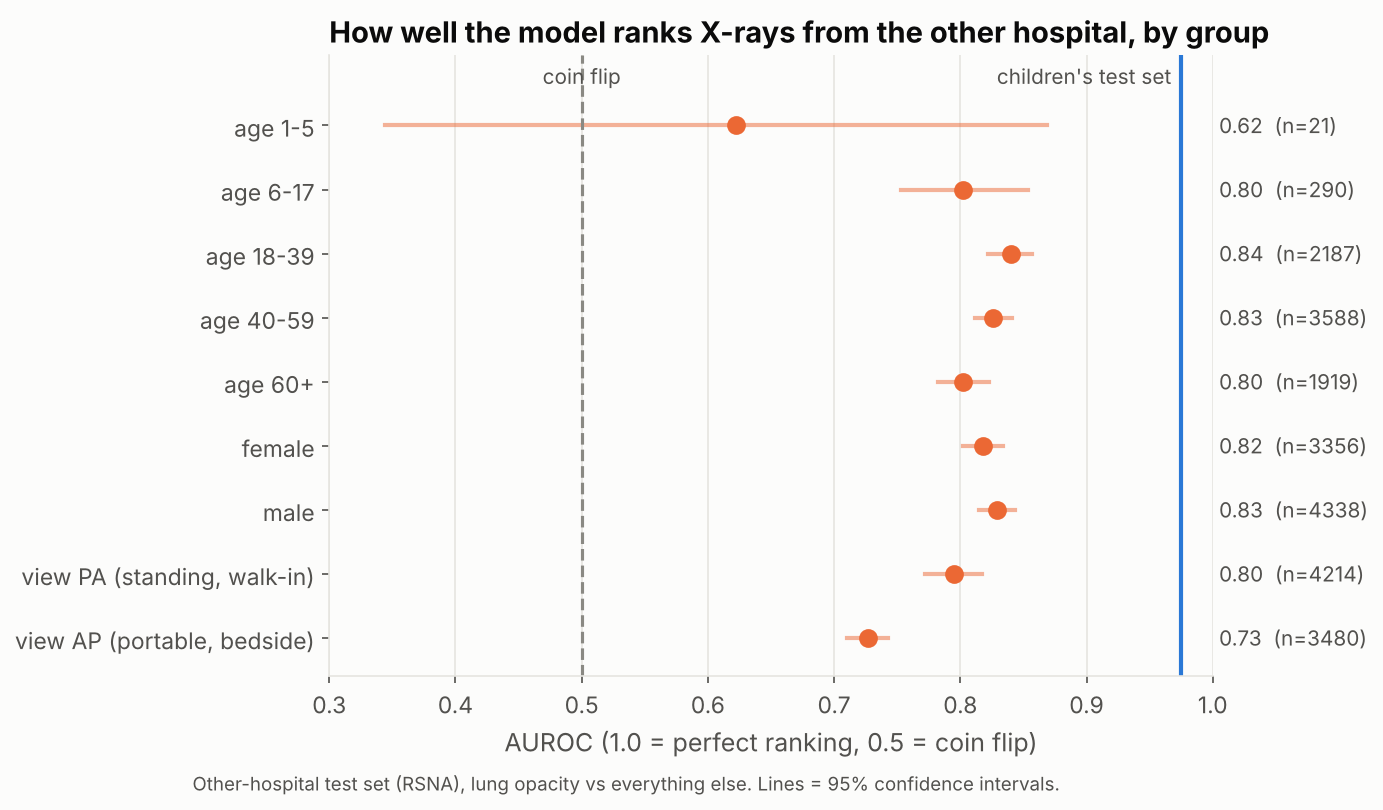 How well the model ranks X-rays from the other hospital, by group
coin flip
children's test set
age 1-5
0.62 (n=21)
age 6-17
0.80 (n=290)
age 18-39
0.84 (n=2187)
age 40-59
0.83 (n=3588)
age 60+
0.80 (n=1919)
female
0.82 (n=3356)
male
0.83 (n=4338)
view PA (standing, walk-in)
0.80 (n=4214)
view AP (portable, bedside)
0.73 (n=3480)
0.3 0.4 0.5 0.6 0.7 0.8 0.9 1.0
AUROC (1.0 = perfect ranking, 0.5 = coin flip)
Other-hospital test set (RSNA), lung opacity vs everything else. Lines = 95% confidence intervals.